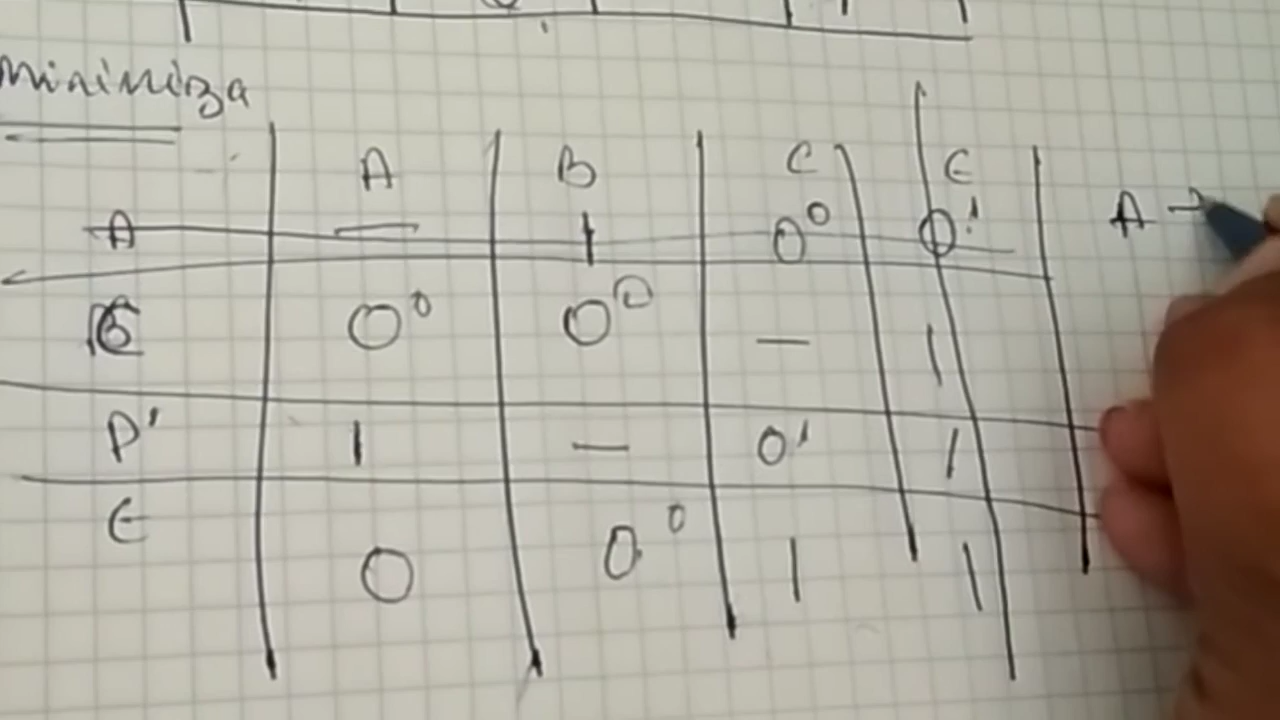 minimiza
A B C E
A — 1 0⁰ 0¹
0⁰ 0⁰ — 1
P' 1 — 0¹ 1
E 0 0⁰ 1 1
A →